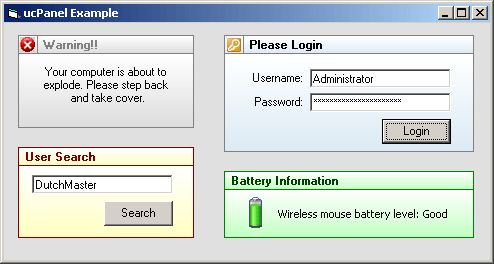 ucPanel Example
Warning!!
Your computer is about to
explode. Please step back
and take cover.
Please Login
Username: Administrator
Password: xxxxxxxxxxxxxxxxxxxxxx
Login
User Search
DutchMaster
Search
Battery Information
Wireless mouse battery level: Good